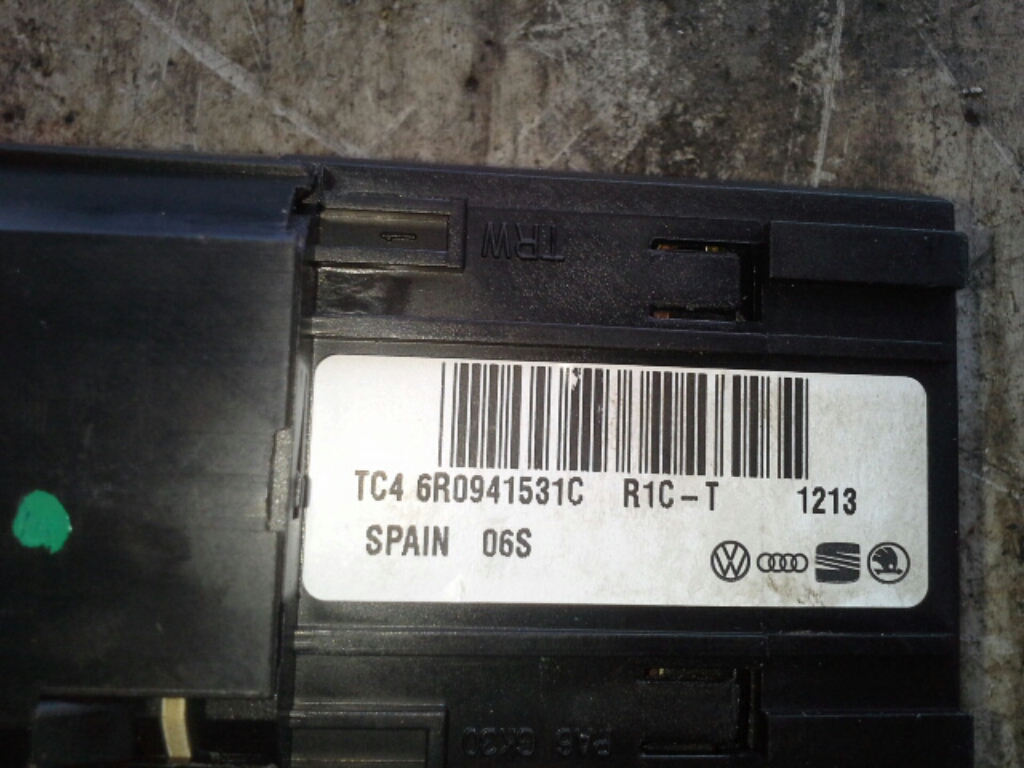 TRW
TC4 6R0941531C R1C-T 1213
SPAIN 06S